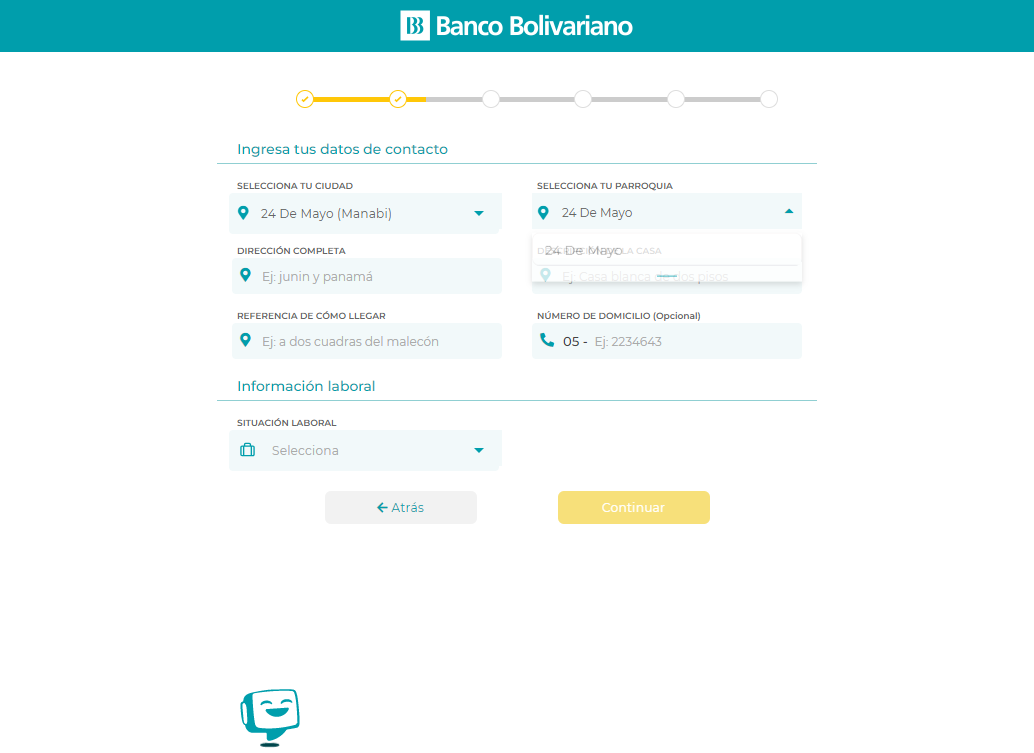 Banco Bolivariano
Ingresa tus datos de contacto
SELECCIONA TU CIUDAD
SELECCIONA TU PARROQUIA
24 De Mayo (Manabi)
24 De Mayo
DIRECCIÓN COMPLETA
24 De Mayo
LA CASA
Ej: junin y panamá
Ej: Casa blanca de dos pisos
REFERENCIA DE CÓMO LLEGAR
NÚMERO DE DOMICILIO (Opcional)
Ej: a dos cuadras del malecón
05 - Ej: 2234643
Información laboral
SITUACIÓN LABORAL
Selecciona
Atrás
Continuar